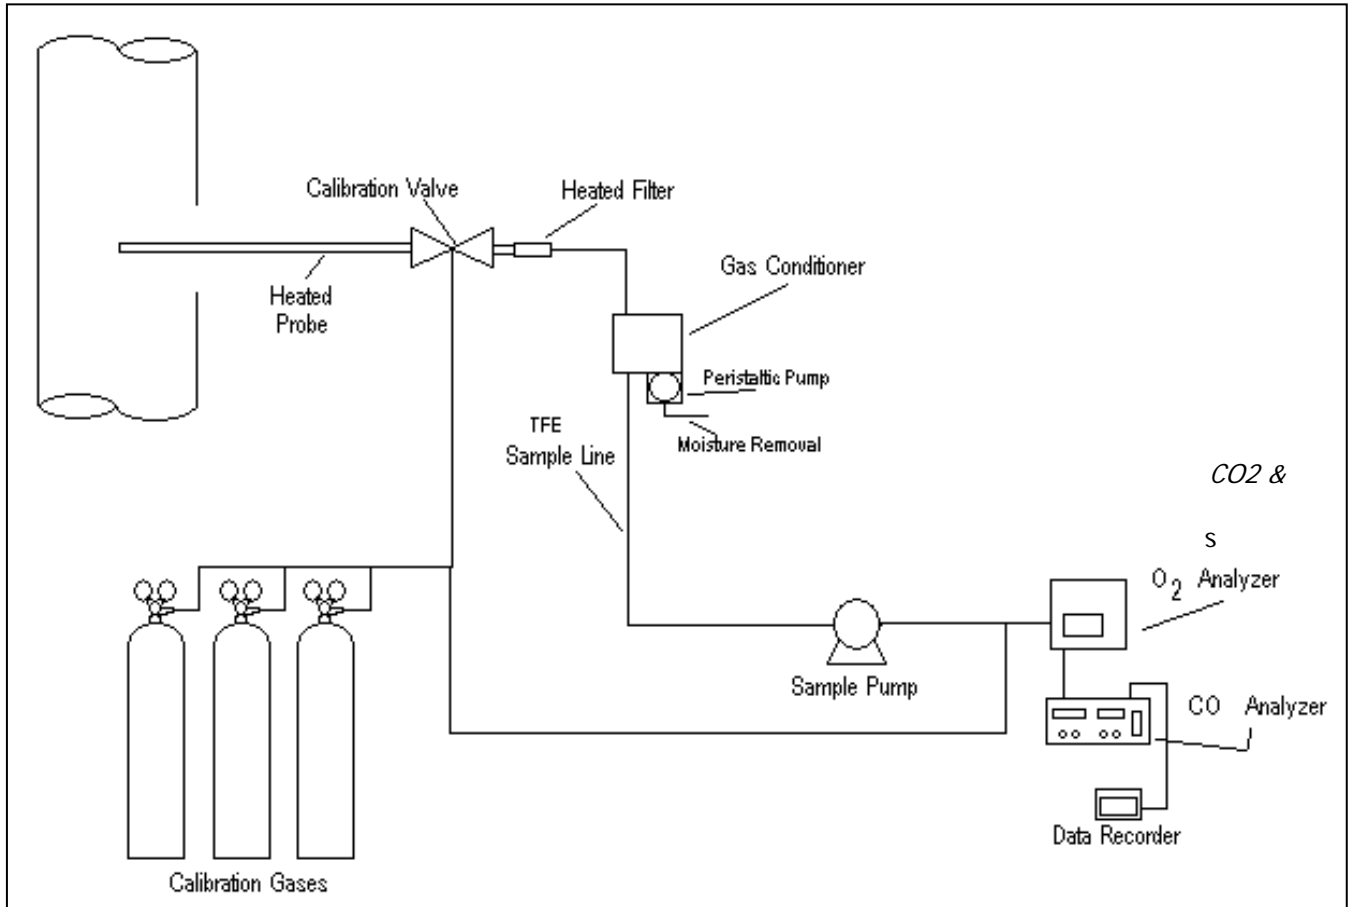 Calibration Valve
Heated Filter
Gas Conditioner
Heated
Probe
Peristaltic Pump
TFE
Sample Line
Moisture Removal
CO2 &
s
O2 Analyzer
Sample Pump
CO Analyzer
Data Recorder
Calibration Gases